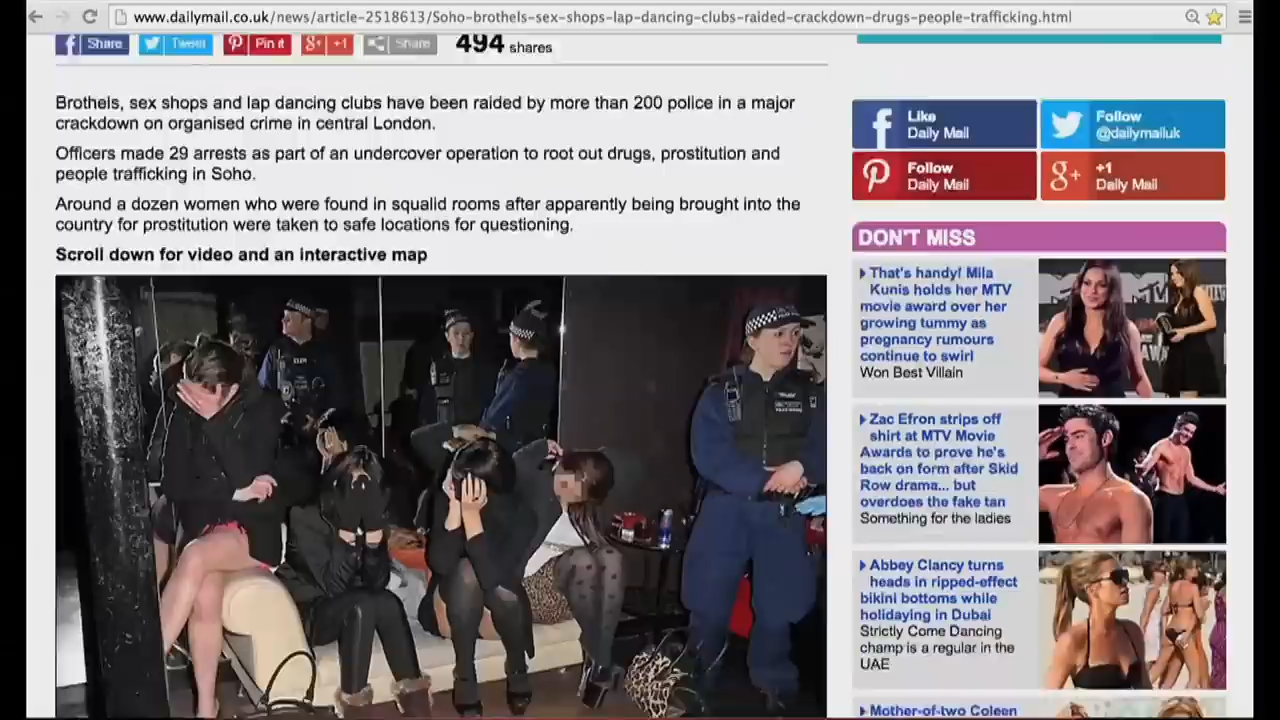 www.dailymail.co.uk/news/article-2518613/Soho-brothels-sex-shops-lap-dancing-clubs-raided-crackdown-drugs-people-trafficking.html
Share
Tweet
Pin it
g+ +1
Share
494 shares
Brothels, sex shops and lap dancing clubs have been raided by more than 200 police in a major
crackdown on organised crime in central London.
Officers made 29 arrests as part of an undercover operation to root out drugs, prostitution and
people trafficking in Soho.
Around a dozen women who were found in squalid rooms after apparently being brought into the
country for prostitution were taken to safe locations for questioning.
Scroll down for video and an interactive map
Like
Daily Mail
Follow
@dailymailuk
Follow
Daily Mail
g+
+1
Daily Mail
DON'T MISS
That's handy! Mila
Kunis holds her MTV
movie award over her
growing tummy as
pregnancy rumours
continue to swirl
Won Best Villain
Zac Efron strips off
shirt at MTV Movie
Awards to prove he's
back on form after Skid
Row drama... but
overdoes the fake tan
Something for the ladies
Abbey Clancy turns
heads in ripped-effect
bikini bottoms while
holidaying in Dubai
Strictly Come Dancing
champ is a regular in the
UAE
Mother-of-two Coleen